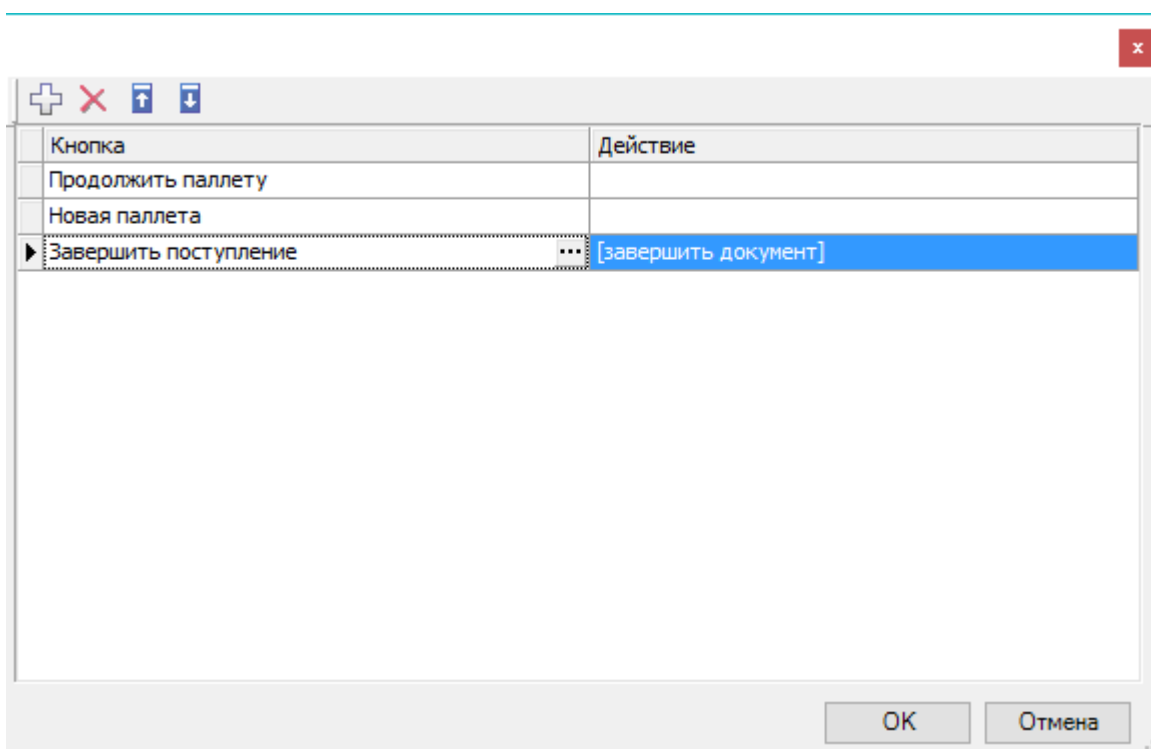 x
Кнопка Действие
Продолжить паллету
Новая паллета
Завершить поступление ... [завершить документ]
OK Отмена